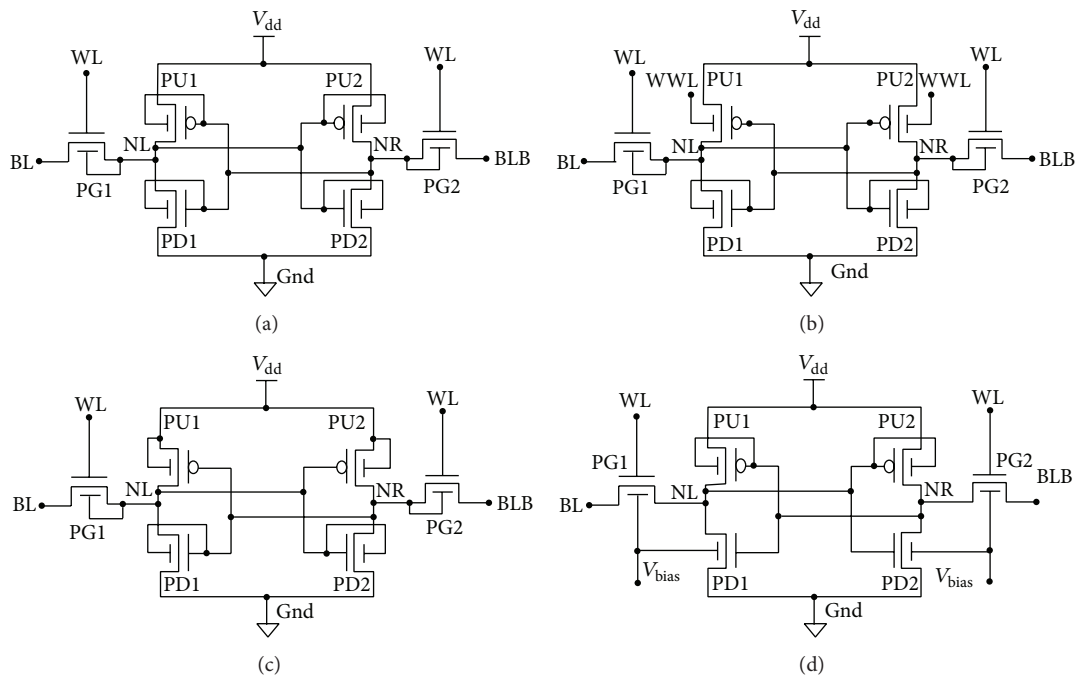 V_dd
WL
WL
PU1
PU2
NL
NR
BL
BLB
PG1
PG2
PD1
PD2
Gnd
(a)
V_dd
WL
WL
PU1
PU2
WWL
WWL
NL
NR
BL
BLB
PG1
PG2
PD1
PD2
Gnd
(b)
V_dd
WL
WL
PU1
PU2
NL
NR
BL
BLB
PG1
PG2
PD1
PD2
Gnd
(c)
V_dd
WL
WL
PU1
PU2
PG1
PG2
BLB
NL
NR
BL
V_bias
PD1
PD2
V_bias
Gnd
(d)